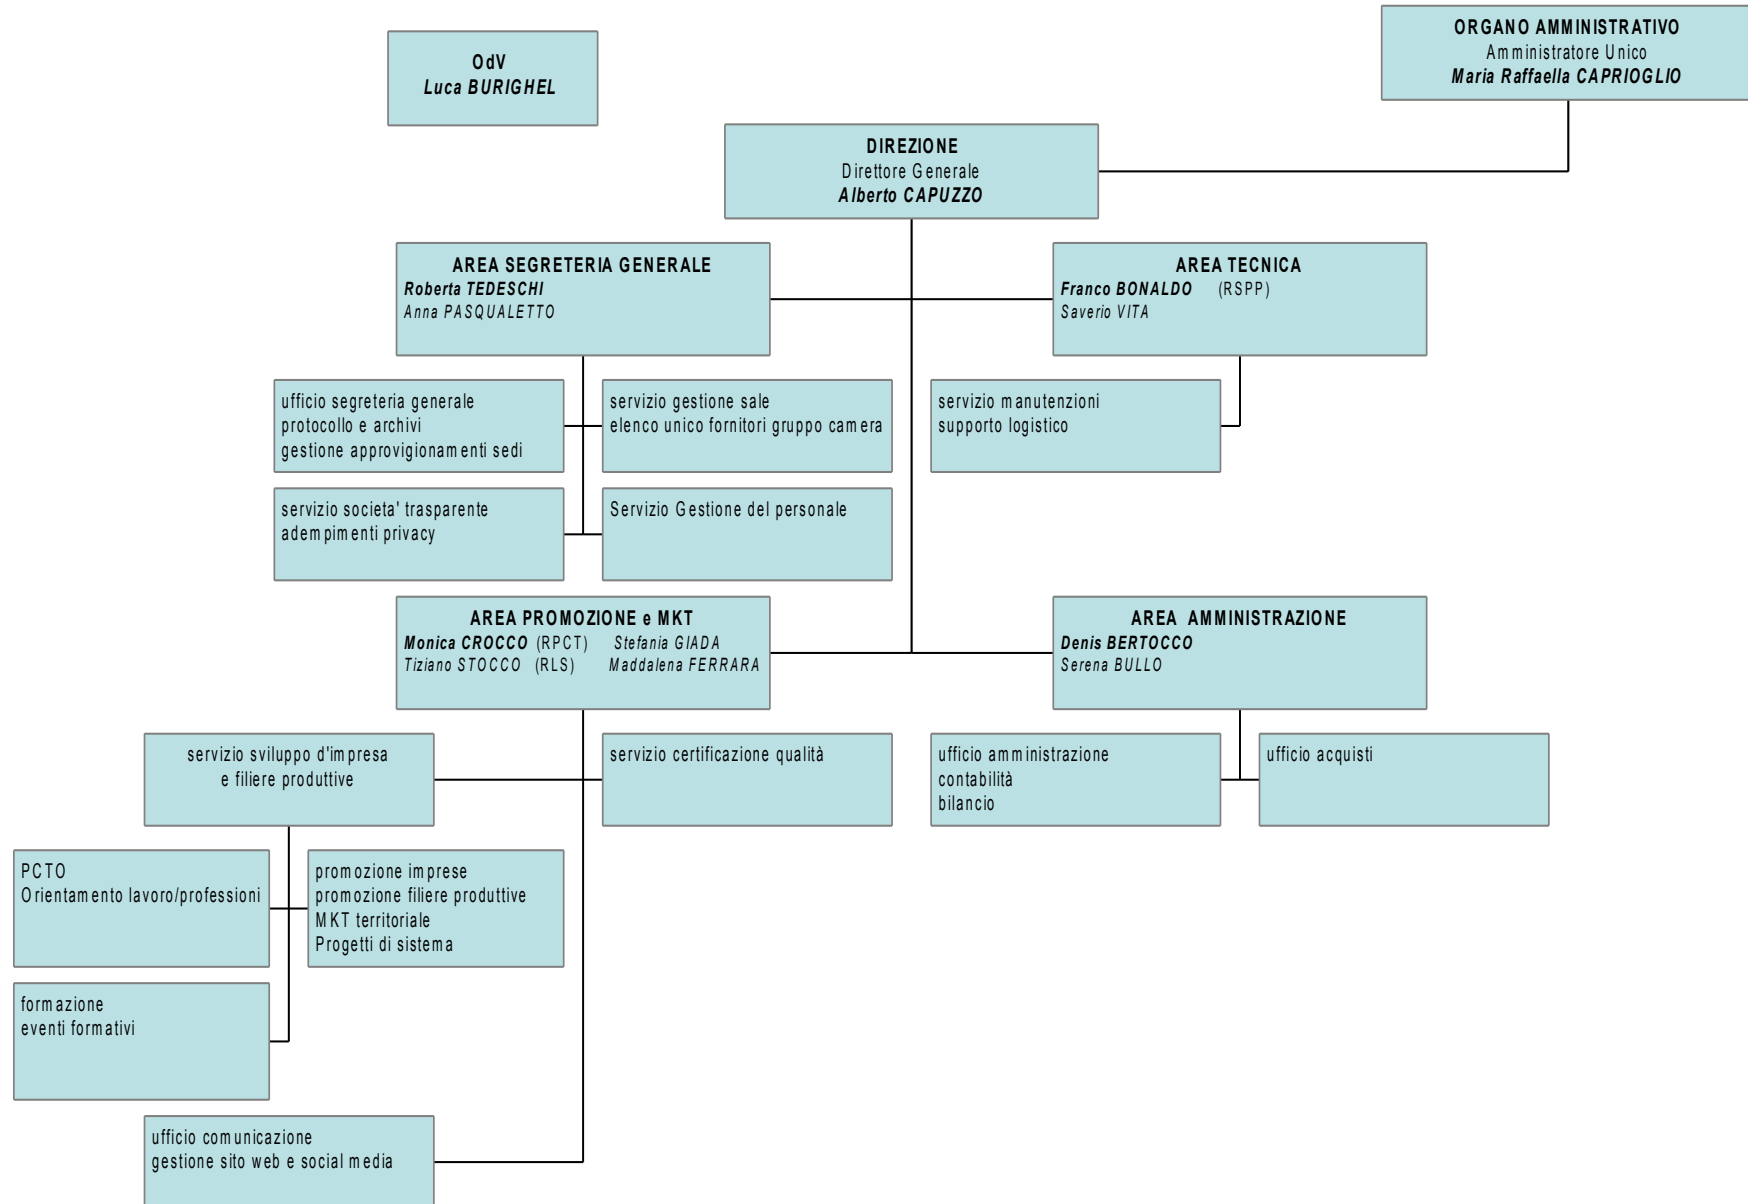 OdV
Luca BURIGHEL
ORGANO AMMINISTRATIVO
Amministratore Unico
Maria Raffaella CAPRIOGLIO
DIREZIONE
Direttore Generale
Alberto CAPUZZO
AREA SEGRETERIA GENERALE
Roberta TEDESCHI
Anna PASQUALETTO
AREA TECNICA
Franco BONALDO (RSPP)
Saverio VITA
ufficio segreteria generale
protocollo e archivi
gestione approvigionamenti sedi
servizio gestione sale
elenco unico fornitori gruppo camera
servizio manutenzioni
supporto logistico
servizio societa' trasparente
adempimenti privacy
Servizio Gestione del personale
AREA PROMOZIONE e MKT
Monica CROCCO (RPCT) Stefania GIADA
Tiziano STOCCO (RLS) Maddalena FERRARA
AREA AMMINISTRAZIONE
Denis BERTOCCO
Serena BULLO
servizio sviluppo d'impresa
e filiere produttive
servizio certificazione qualità
ufficio amministrazione
contabilità
bilancio
ufficio acquisti
PCTO
Orientamento lavoro/professioni
promozione imprese
promozione filiere produttive
MKT territoriale
Progetti di sistema
formazione
eventi formativi
ufficio comunicazione
gestione sito web e social media